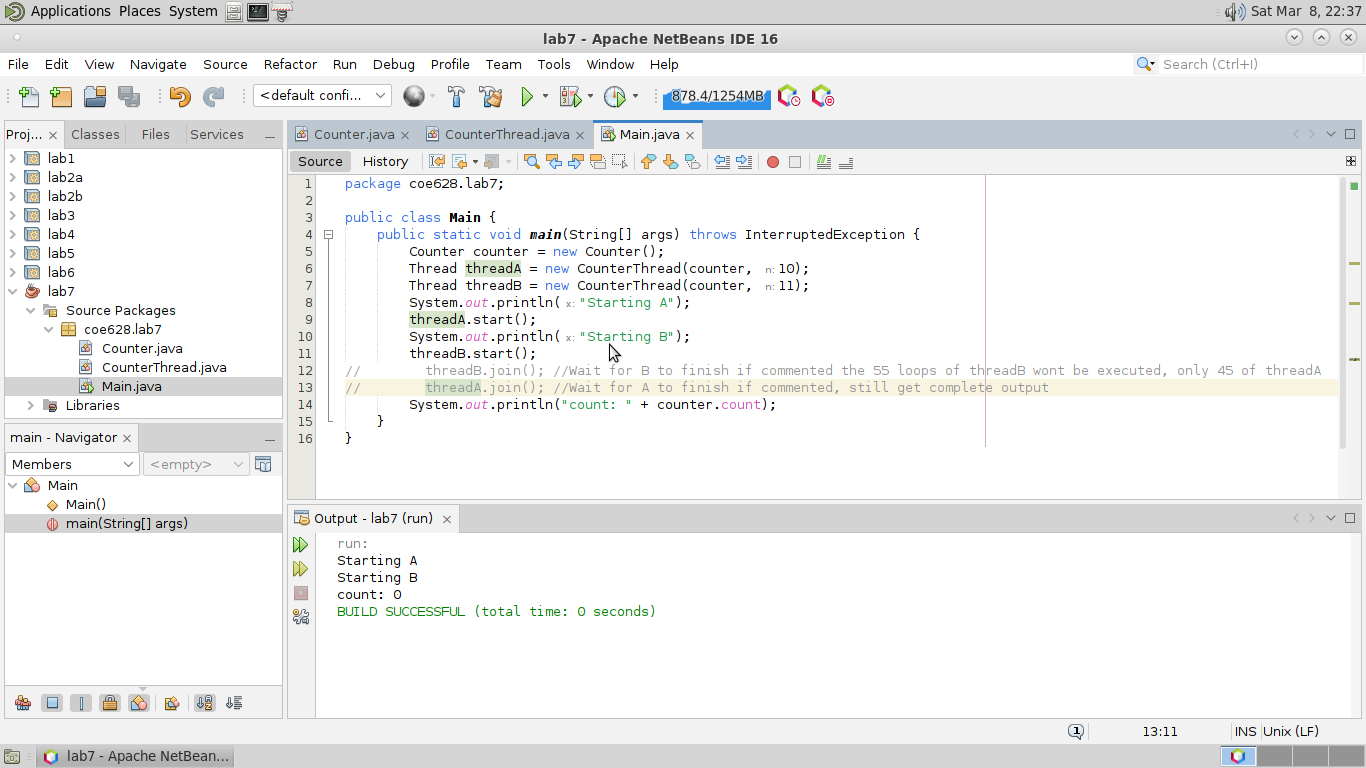 Applications Places System Sat Mar 8, 22:37
lab7 - Apache NetBeans IDE 16
File Edit View Navigate Source Refactor Run Debug Profile Team Tools Window Help Search (Ctrl+I)
<default confi... 878.4/1254MB
Proj... Classes Files Services
lab1
lab2a
lab2b
lab3
lab4
lab5
lab6
lab7
Source Packages
coe628.lab7
Counter.java
CounterThread.java
Main.java
Libraries
main - Navigator
Members <empty>
Main
Main()
main(String[] args)
Counter.java CounterThread.java Main.java
Source History
1 package coe628.lab7;
2
3 public class Main {
4 public static void main(String[] args) throws InterruptedException {
5 Counter counter = new Counter();
6 Thread threadA = new CounterThread(counter, n: 10);
7 Thread threadB = new CounterThread(counter, n: 11);
8 System.out.println( x: "Starting A");
9 threadA.start();
10 System.out.println( x: "Starting B");
11 threadB.start();
12 // threadB.join(); //Wait for B to finish if commented the 55 loops of threadB wont be executed, only 45 of threadA
13 // threadA.join(); //Wait for A to finish if commented, still get complete output
14 System.out.println("count: " + counter.count);
15 }
16 }
Output - lab7 (run)
run:
Starting A
Starting B
count: 0
BUILD SUCCESSFUL (total time: 0 seconds)
1 13:11 INS Unix (LF)
lab7 - Apache NetBean...